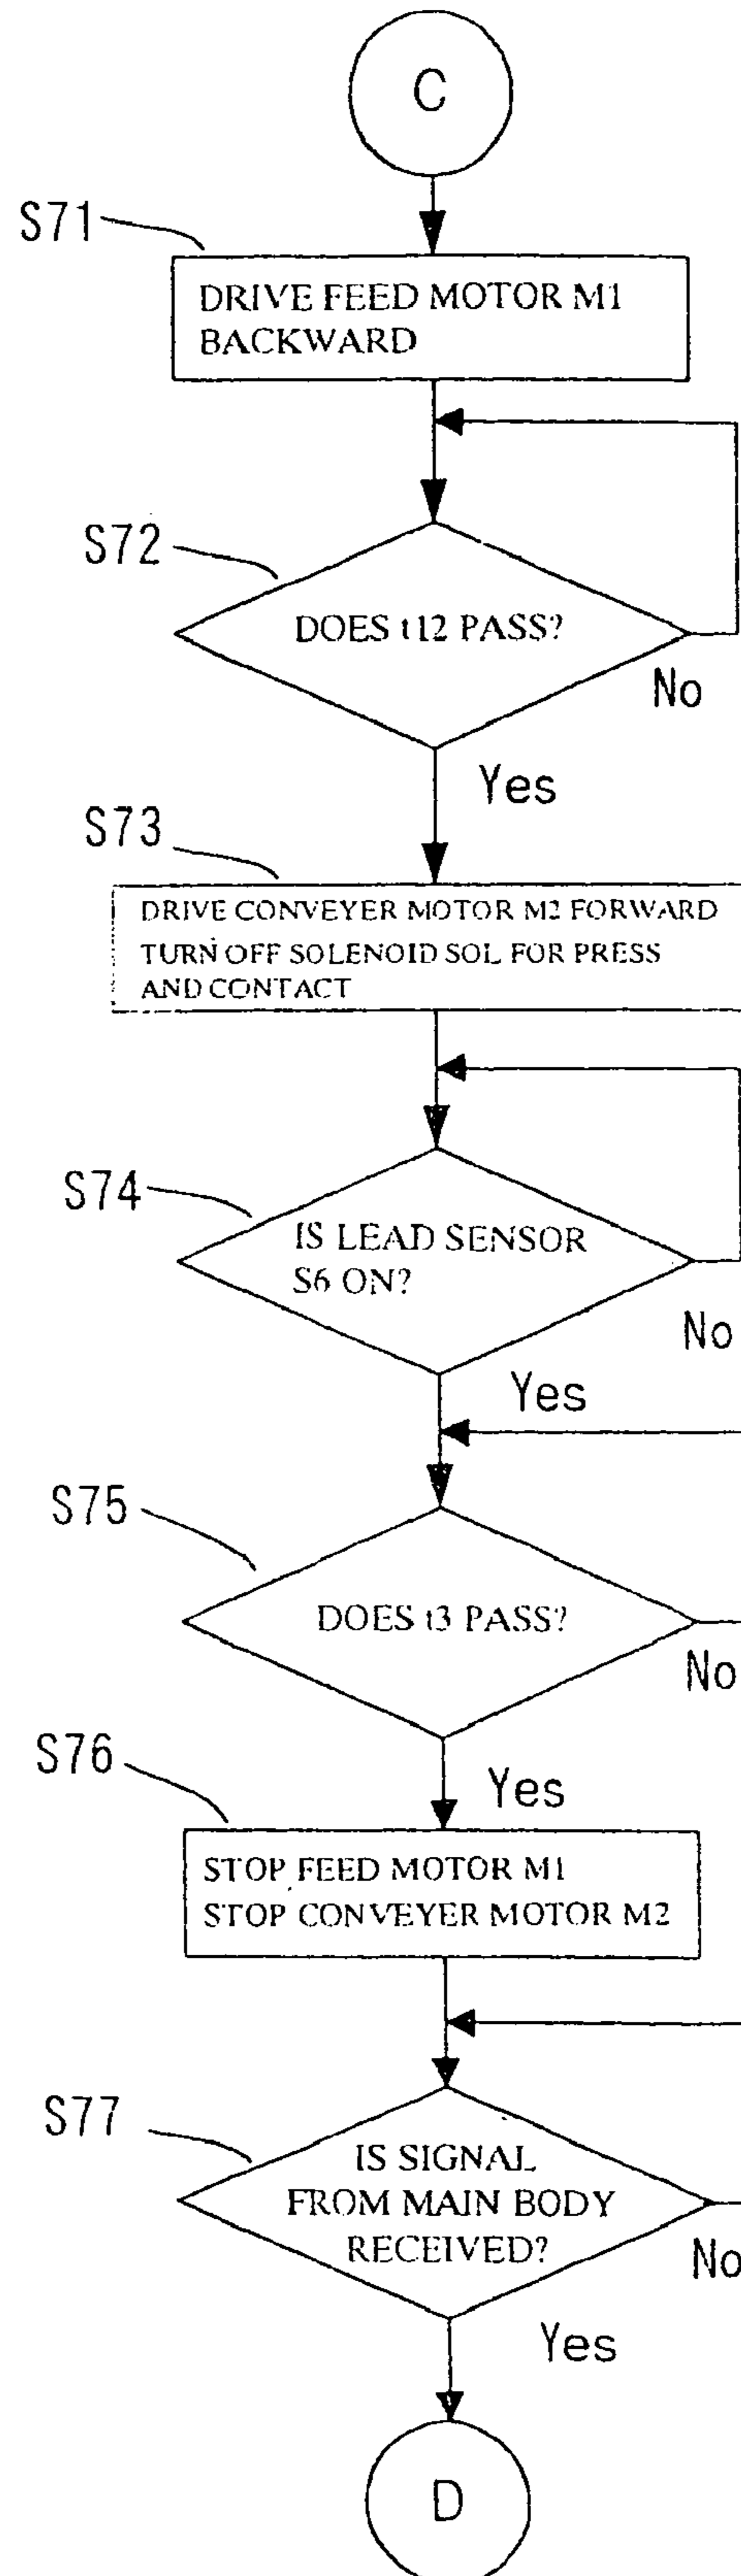 C
S71
DRIVE FEED MOTOR M1
BACKWARD
S72
DOES t12 PASS?
No
Yes
S73
DRIVE CONVEYER MOTOR M2 FORWARD
TURN OFF SOLENOID SOL FOR PRESS
AND CONTACT
S74
IS LEAD SENSOR
S6 ON?
No
Yes
S75
DOES t3 PASS?
No
Yes
S76
STOP FEED MOTOR M1
STOP CONVEYER MOTOR M2
S77
IS SIGNAL
FROM MAIN BODY
RECEIVED?
No
Yes
D